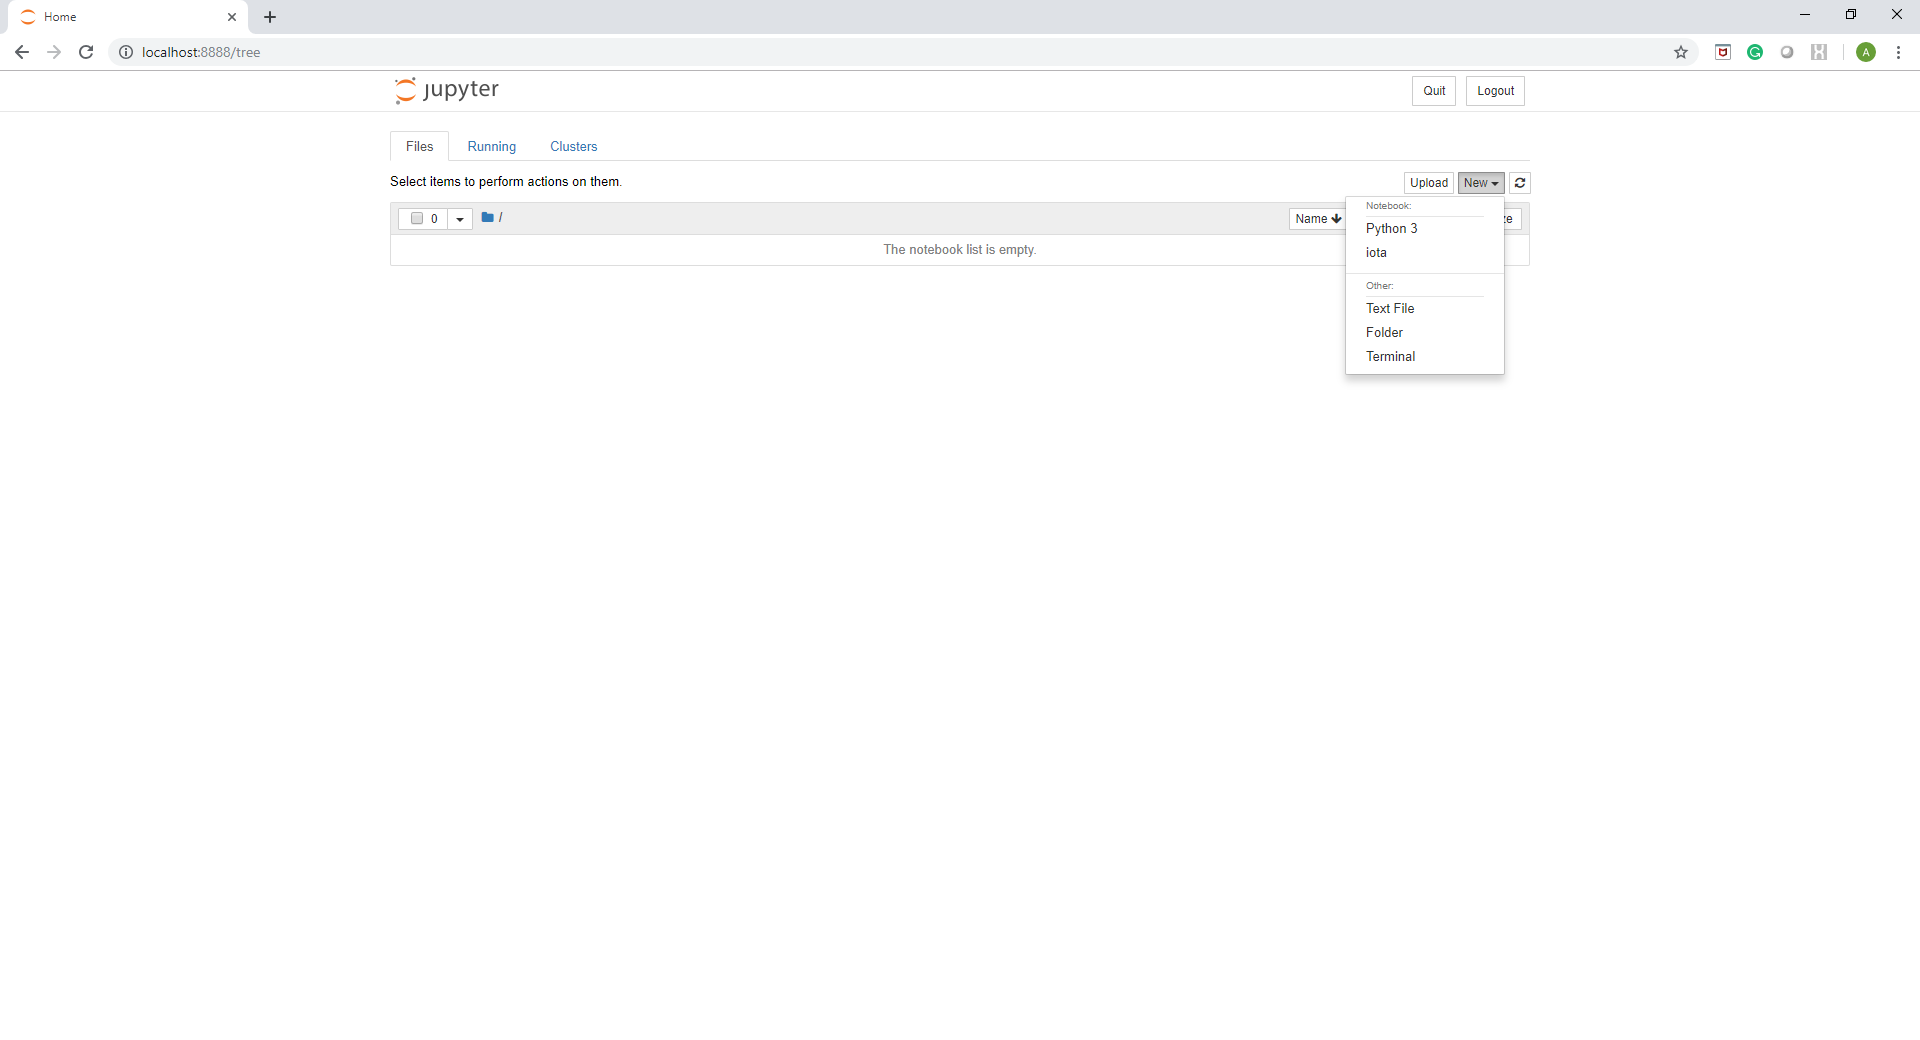 Home
localhost:8888/tree
A
jupyter
Quit
Logout
Files
Running
Clusters
Select items to perform actions on them.
Upload
New
0
/
Name
ze
The notebook list is empty.
Notebook:
Python 3
iota
Other:
Text File
Folder
Terminal